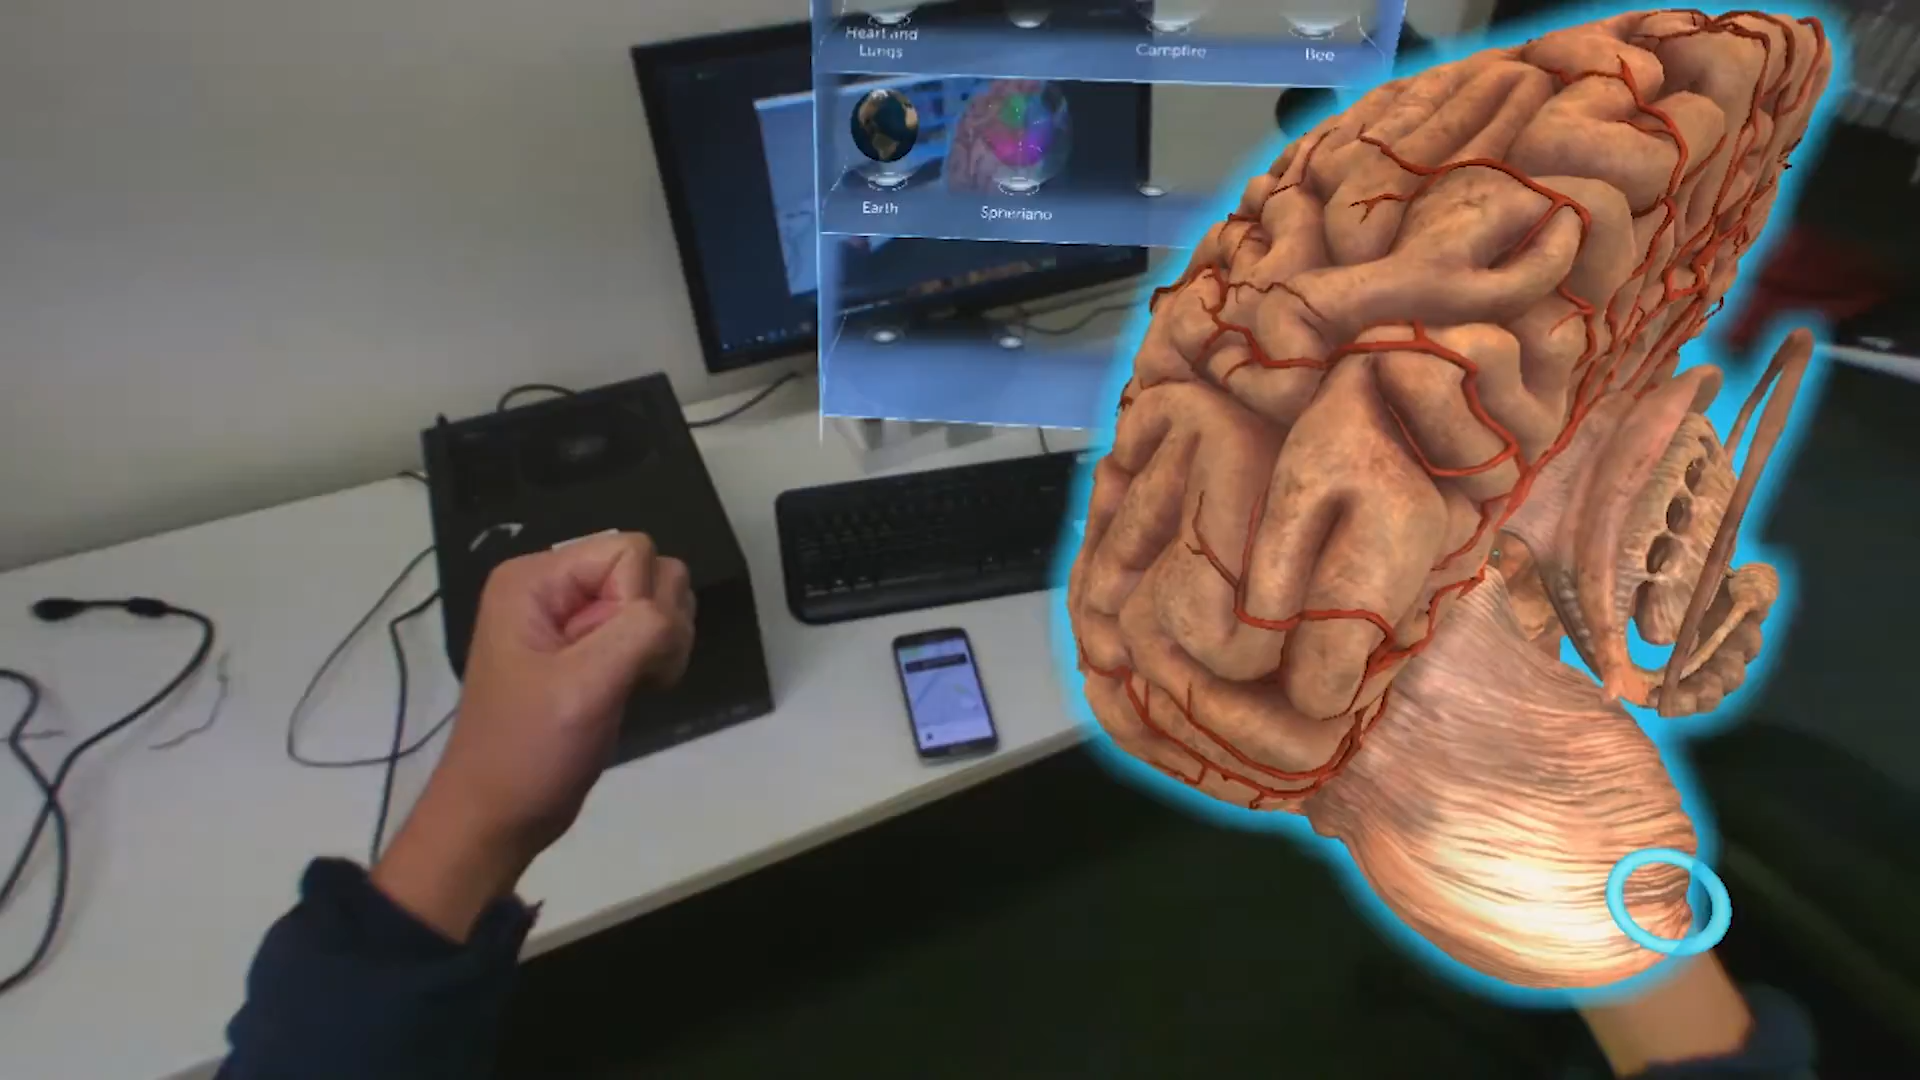 Heart and
Lungs
Campfire
Bee
Earth
Spheriano